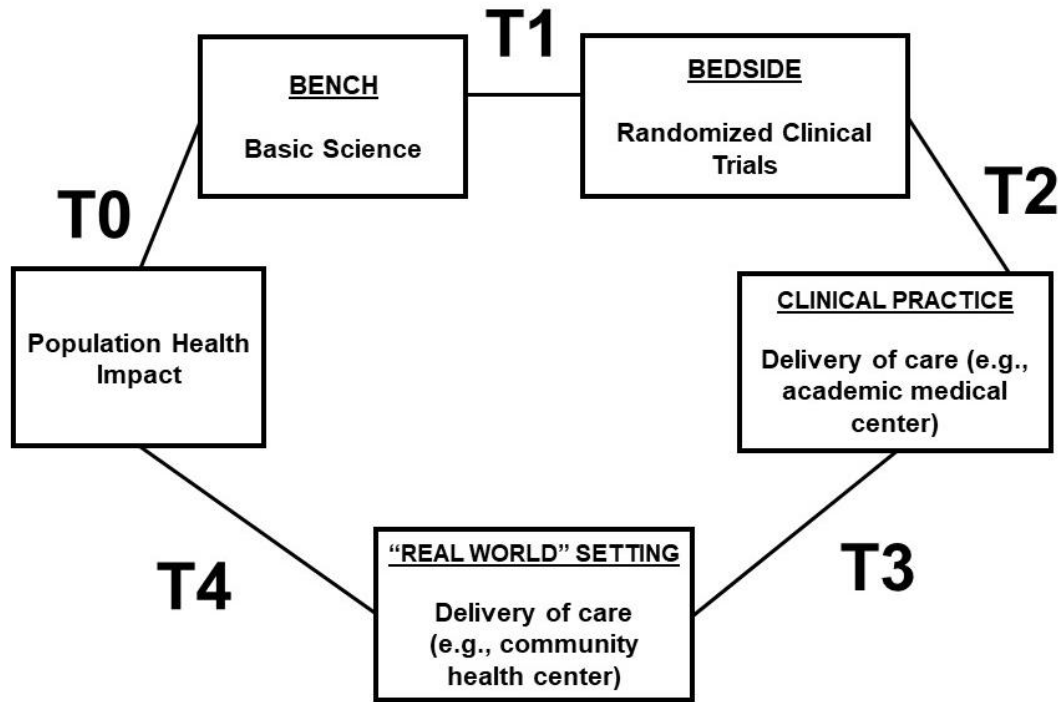 T1
BENCH
Basic Science
BEDSIDE
Randomized Clinical
Trials
T0
T2
Population Health
Impact
CLINICAL PRACTICE
Delivery of care (e.g.,
academic medical
center)
T4
“REAL WORLD” SETTING
Delivery of care
(e.g., community
health center)
T3